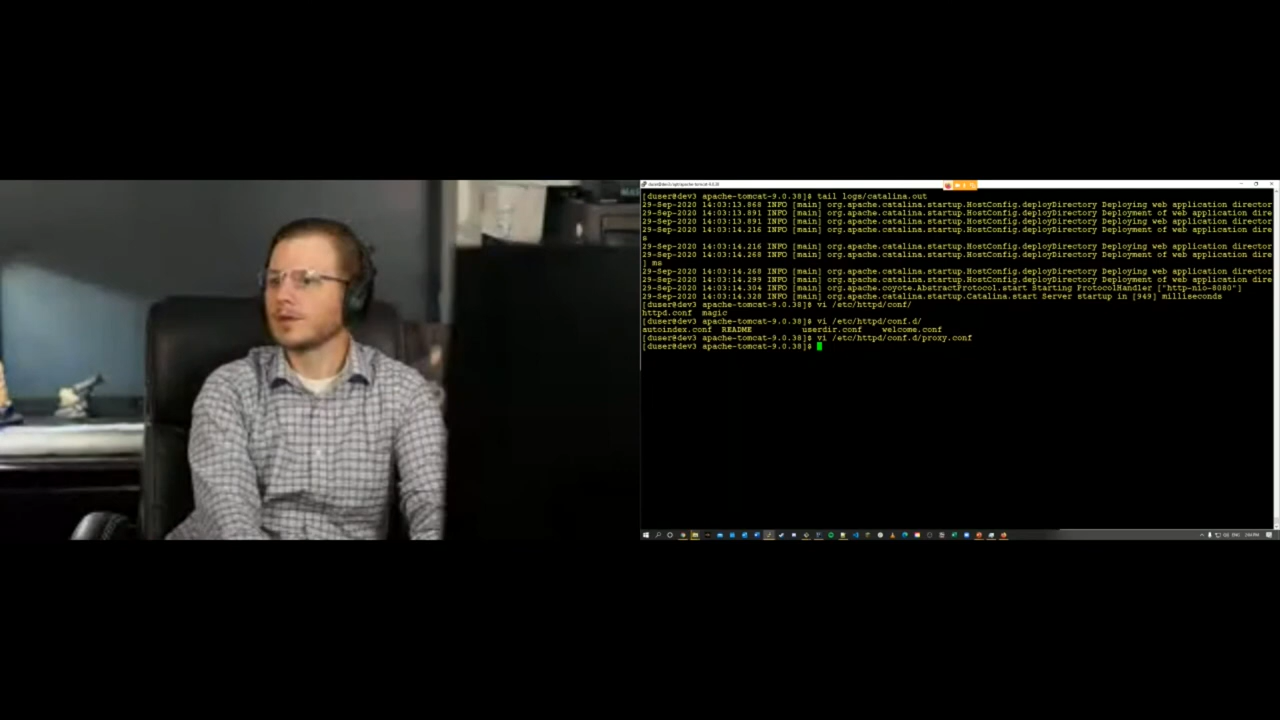 duser@dev3:/opt/apache-tomcat-9.0.38
[duser@dev3 apache-tomcat-9.0.38]$ tail logs/catalina.out
29-Sep-2020 14:03:13.868 INFO [main] org.apache.catalina.startup.HostConfig.deployDirectory Deploying web application director
29-Sep-2020 14:03:13.891 INFO [main] org.apache.catalina.startup.HostConfig.deployDirectory Deployment of web application dire
29-Sep-2020 14:03:13.891 INFO [main] org.apache.catalina.startup.HostConfig.deployDirectory Deploying web application director
29-Sep-2020 14:03:14.216 INFO [main] org.apache.catalina.startup.HostConfig.deployDirectory Deployment of web application dire
s
29-Sep-2020 14:03:14.216 INFO [main] org.apache.catalina.startup.HostConfig.deployDirectory Deploying web application director
29-Sep-2020 14:03:14.268 INFO [main] org.apache.catalina.startup.HostConfig.deployDirectory Deployment of web application dire
] ms
29-Sep-2020 14:03:14.268 INFO [main] org.apache.catalina.startup.HostConfig.deployDirectory Deploying web application director
29-Sep-2020 14:03:14.299 INFO [main] org.apache.catalina.startup.HostConfig.deployDirectory Deployment of web application dire
29-Sep-2020 14:03:14.304 INFO [main] org.apache.coyote.AbstractProtocol.start Starting ProtocolHandler ["http-nio-8080"]
29-Sep-2020 14:03:14.328 INFO [main] org.apache.catalina.startup.Catalina.start Server startup in [949] milliseconds
[duser@dev3 apache-tomcat-9.0.38]$ vi /etc/httpd/conf/
httpd.conf magic
[duser@dev3 apache-tomcat-9.0.38]$ vi /etc/httpd/conf.d/
autoindex.conf README userdir.conf welcome.conf
[duser@dev3 apache-tomcat-9.0.38]$ vi /etc/httpd/conf.d/proxy.conf
[duser@dev3 apache-tomcat-9.0.38]$